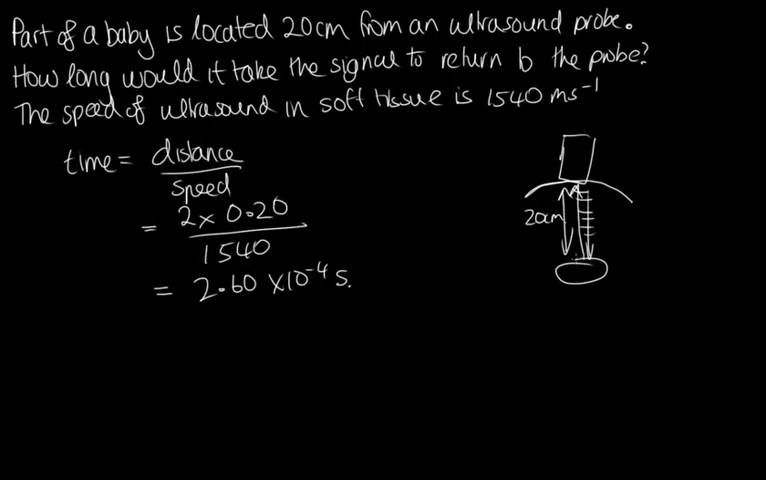 Part of a baby is located 20cm from an ultrasound probe.
How long would it take the signal to return to the probe?
The speed of ultrasound in soft tissue is 1540 ms⁻¹
time = distance
speed
= 2 x 0.20
1540
= 2.60 x10⁻⁴ s.
20cm